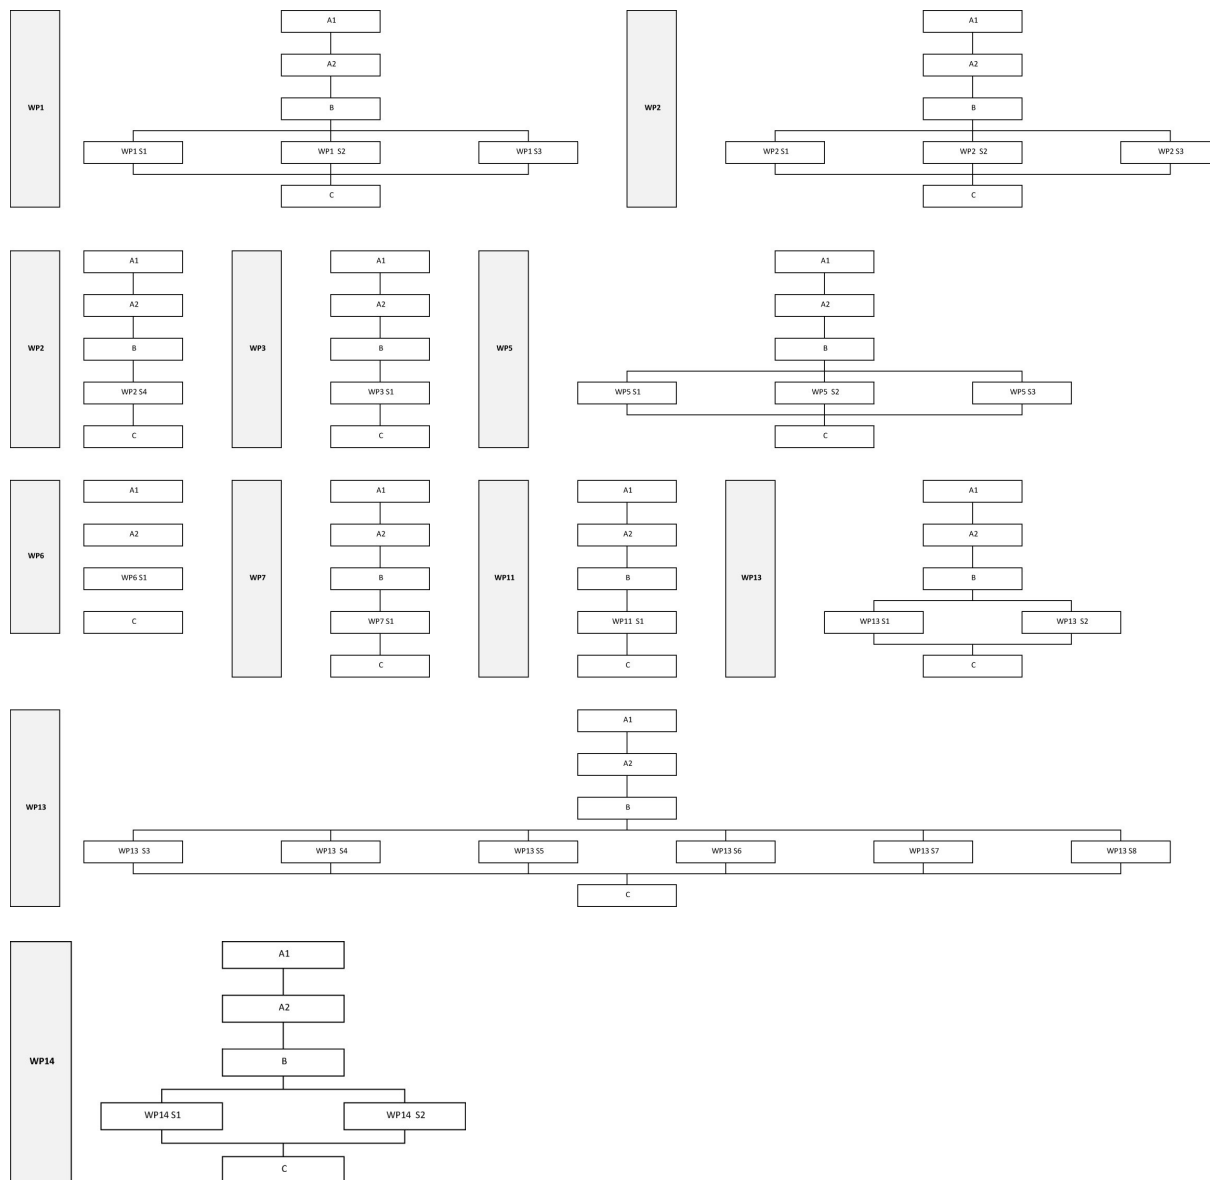 WP1
A1
A2
B
WP1 S1
WP1 S2
WP1 S3
C
WP2
A1
A2
B
WP2 S1
WP2 S2
WP2 S3
C
WP2
A1
A2
B
WP2 S4
C
WP3
A1
A2
B
WP3 S1
C
WP5
A1
A2
B
WP5 S1
WP5 S2
WP5 S3
C
WP6
A1
A2
WP6 S1
C
WP7
A1
A2
B
WP7 S1
C
WP11
A1
A2
B
WP11 S1
C
WP13
A1
A2
B
WP13 S1
WP13 S2
C
WP13
A1
A2
B
WP13 S3
WP13 S4
WP13 S5
WP13 S6
WP13 S7
WP13 S8
C
WP14
A1
A2
B
WP14 S1
WP14 S2
C